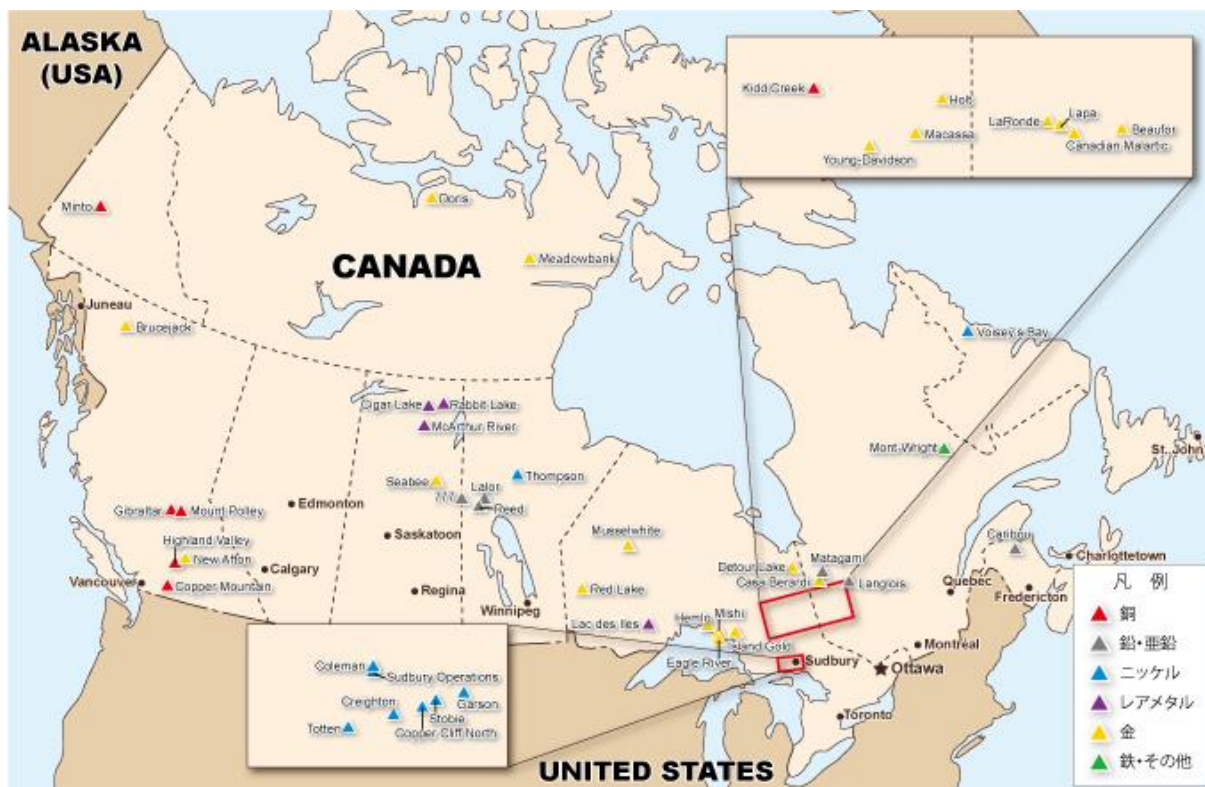 ALASKA
(USA)
Kidd Creek
Holt
LaRonde
Lapa
Macassa
Beaufor
Canadian Malartic
Young-Davidson
Minto
Doris
CANADA
Meadowbank
Juneau
Brucejack
Voisey's Bay
Cigar Lake
Rabbit Lake
McArthur River
Mont-Wright
St. John
Seabee
Thompson
Lalor
777
Reed
Edmonton
Gibraltar
Mount Polley
Saskatoon
Musselwhite
Highland Valley
New Afton
Calgary
Vancouver
Copper Mountain
Regina
Winnipeg
Red Lake
Detour Lake
Matagami
Casa Berardi
Langlois
Caribou
Charlottetown
Quebec
Fredericton
Lac des Iles
Hemlo
Mishi
Island Gold
Eagle River
Sudbury
Ottawa
Montréal
Toronto
Coleman
Sudbury Operations
Creighton
Garson
Stobie
Totten
Copper Cliff North
UNITED STATES
凡 例
銅
鉛・亜鉛
ニッケル
レアメタル
金
鉄・その他